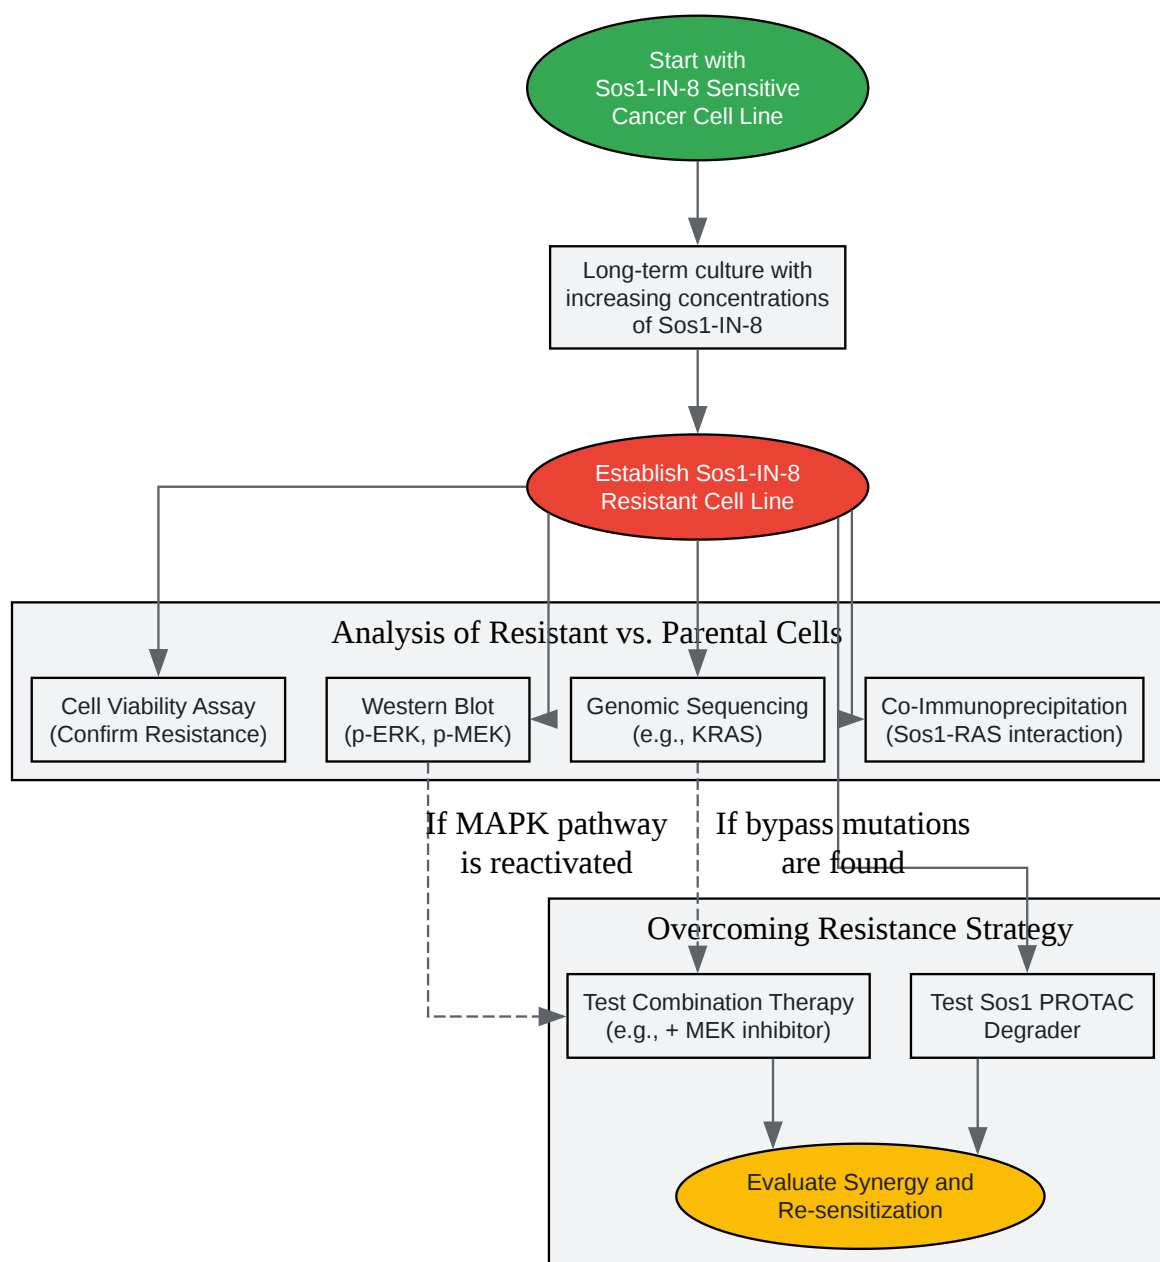 Start with
Sos1-IN-8 Sensitive
Cancer Cell Line
Long-term culture with
increasing concentrations
of Sos1-IN-8
Establish Sos1-IN-8
Resistant Cell Line
Analysis of Resistant vs. Parental Cells
Cell Viability Assay
(Confirm Resistance)
Western Blot
(p-ERK, p-MEK)
Genomic Sequencing
(e.g., KRAS)
Co-Immunoprecipitation
(Sos1-RAS interaction)
If MAPK pathway
is reactivated
If bypass mutations
are found
Overcoming Resistance Strategy
Test Combination Therapy
(e.g., + MEK inhibitor)
Test Sos1 PROTAC
Degrader
Evaluate Synergy and
Re-sensitization